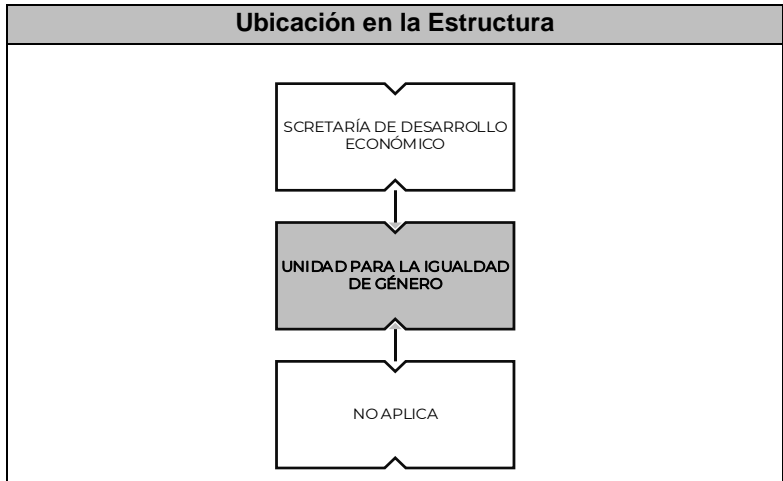 Ubicación en la Estructura
SCRETARÍA DE DESARROLLO
ECONÓMICO
UNIDAD PARA LA IGUALDAD
DE GÉNERO
NO APLICA